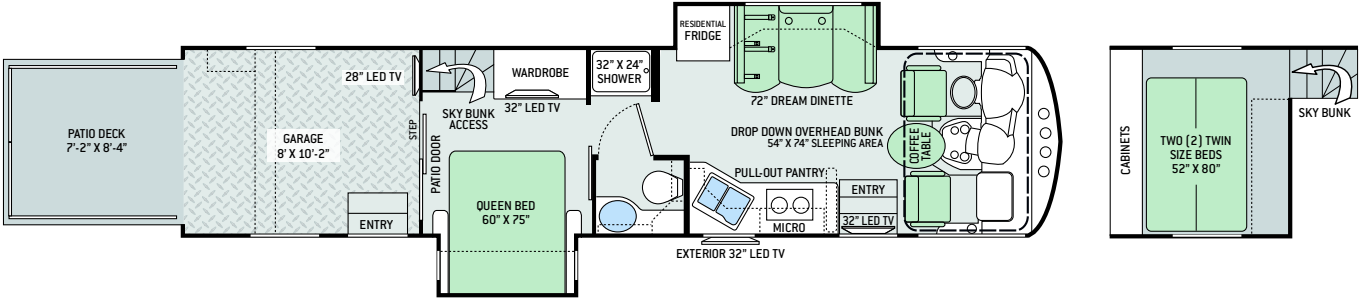 PATIO DECK
7'-2" X 8'-4"
GARAGE
8' X 10'-2"
28" LED TV
STEP
ENTRY
PATIO DOOR
SKY BUNK
ACCESS
WARDROBE
32" LED TV
32" X 24"
SHOWER
QUEEN BED
60" X 75"
RESIDENTIAL
FRIDGE
72" DREAM DINETTE
DROP DOWN OVERHEAD BUNK
54" X 74" SLEEPING AREA
COFFEE
TABLE
PULL-OUT PANTRY
ENTRY
32" LED TV
MICRO
EXTERIOR 32" LED TV
CABINETS
TWO (2) TWIN
SIZE BEDS
52" X 80"
SKY BUNK